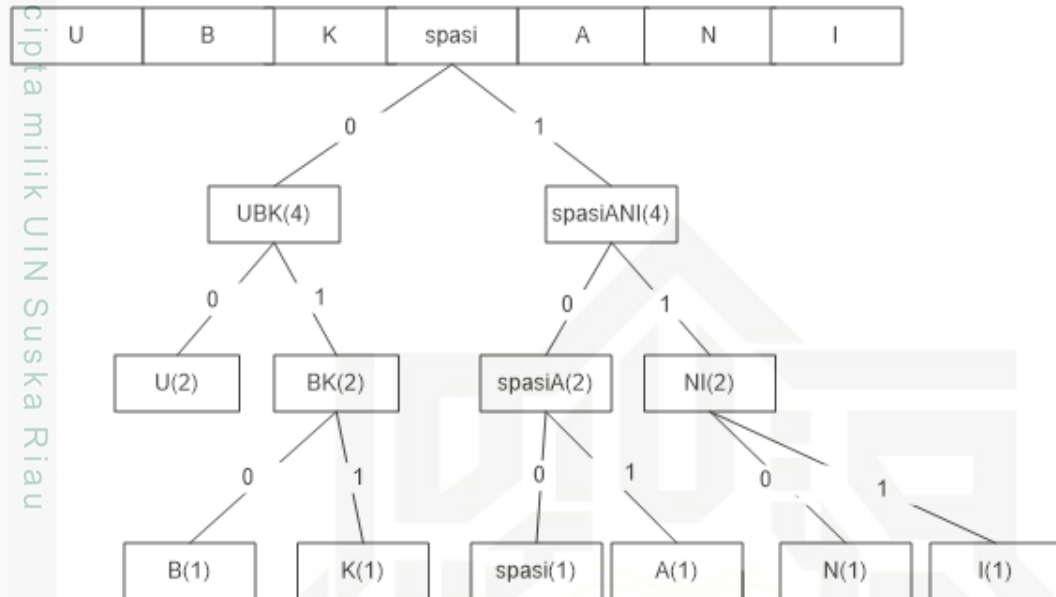 U B K spasi A N I
0 1
UBK(4) spasiANI(4)
0 1 0 1
U(2) BK(2) spasiA(2) NI(2)
0 1 0 1 0 1
B(1) K(1) spasi(1) A(1) N(1) I(1)
cipta milik UIN Suska Riau